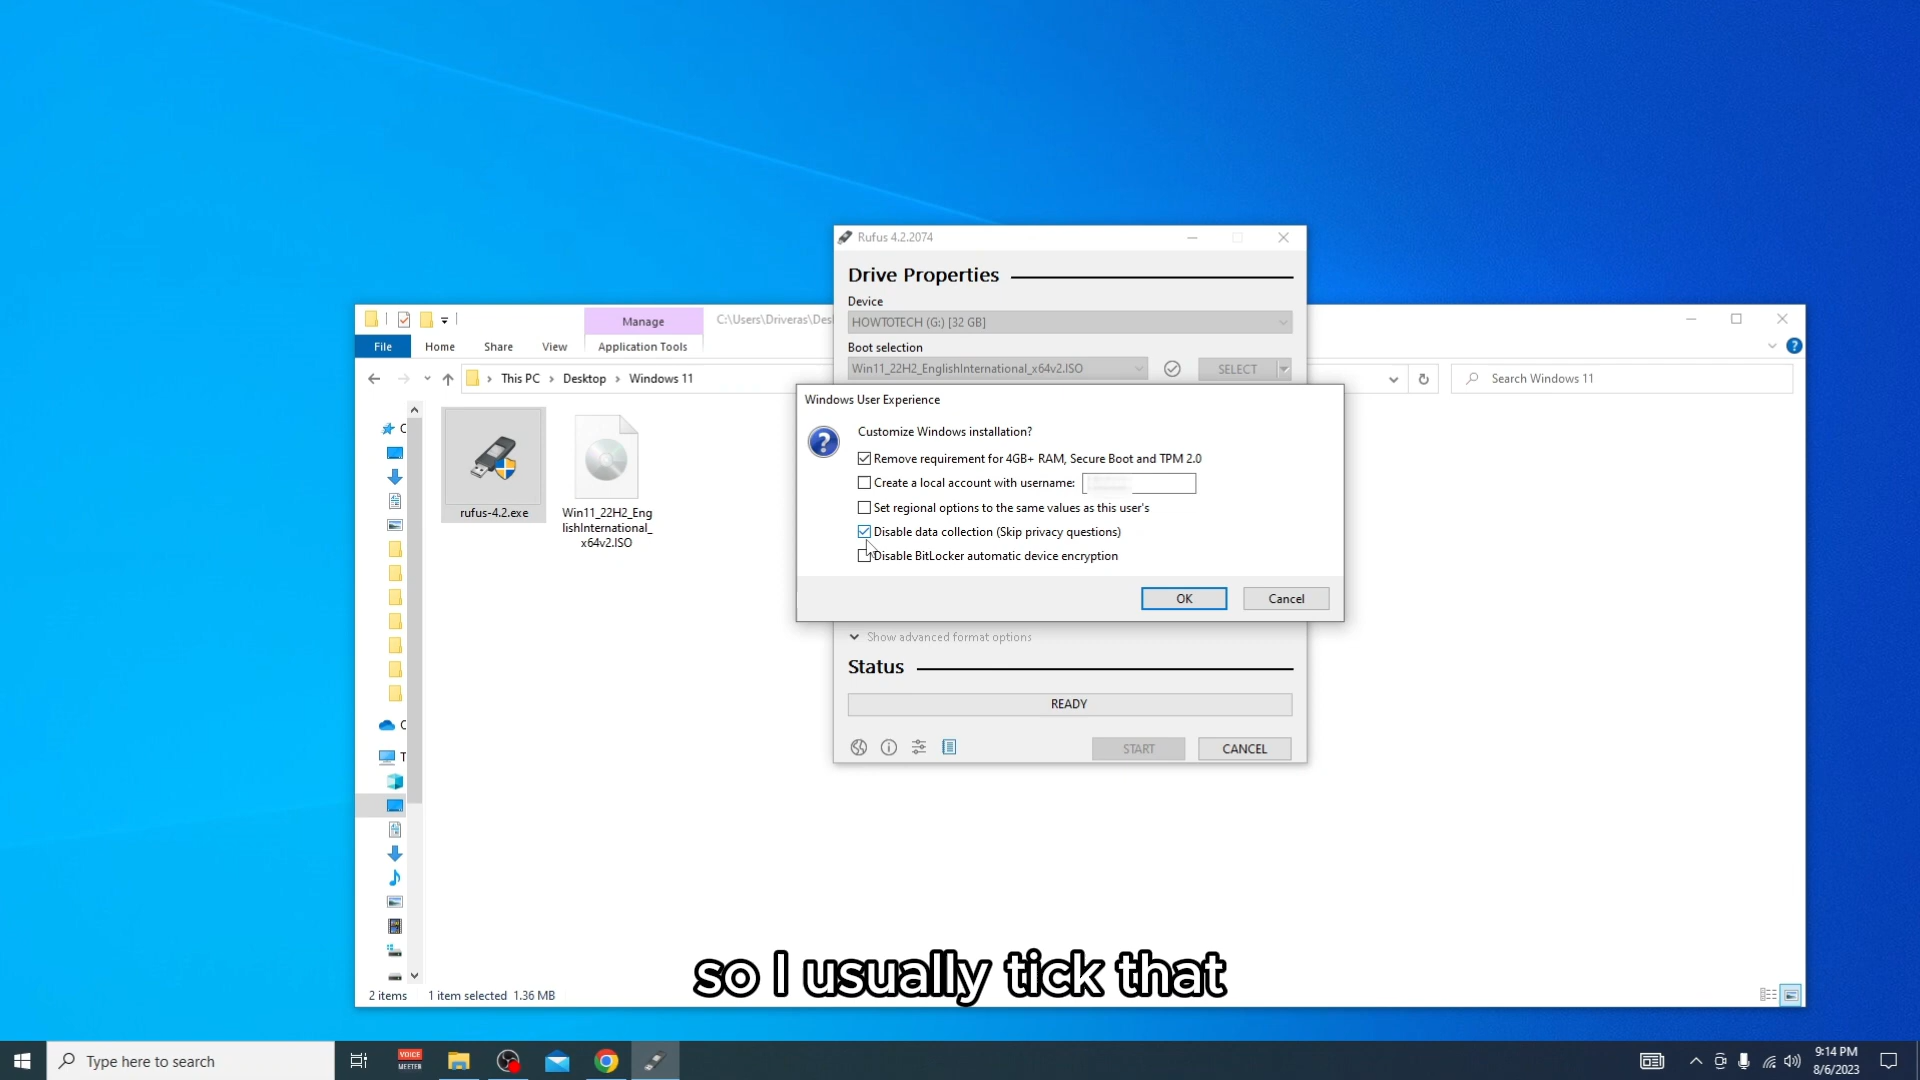 Rufus 4.2.2074
Drive Properties
Device
HOWTOTECH (G:) [32 GB]
Boot selection
Win11_22H2_EnglishInternational_x64v2.ISO
SELECT
Manage
C:\Users\Driveras\Des
File
Home
Share
View
Application Tools
This PC
Desktop
Windows 11
Search Windows 11
rufus-4.2.exe
Win11_22H2_Eng
lishInternational_
x64v2.ISO
Windows User Experience
Customize Windows installation?
Remove requirement for 4GB+ RAM, Secure Boot and TPM 2.0
Create a local account with username:
Set regional options to the same values as this user's
Disable data collection (Skip privacy questions)
Disable BitLocker automatic device encryption
OK
Cancel
Show advanced format options
Status
READY
START
CANCEL
so I usually tick that
2 items
1 item selected 1.36 MB
Type here to search
VOICE
MEETER
9:14 PM
8/6/2023